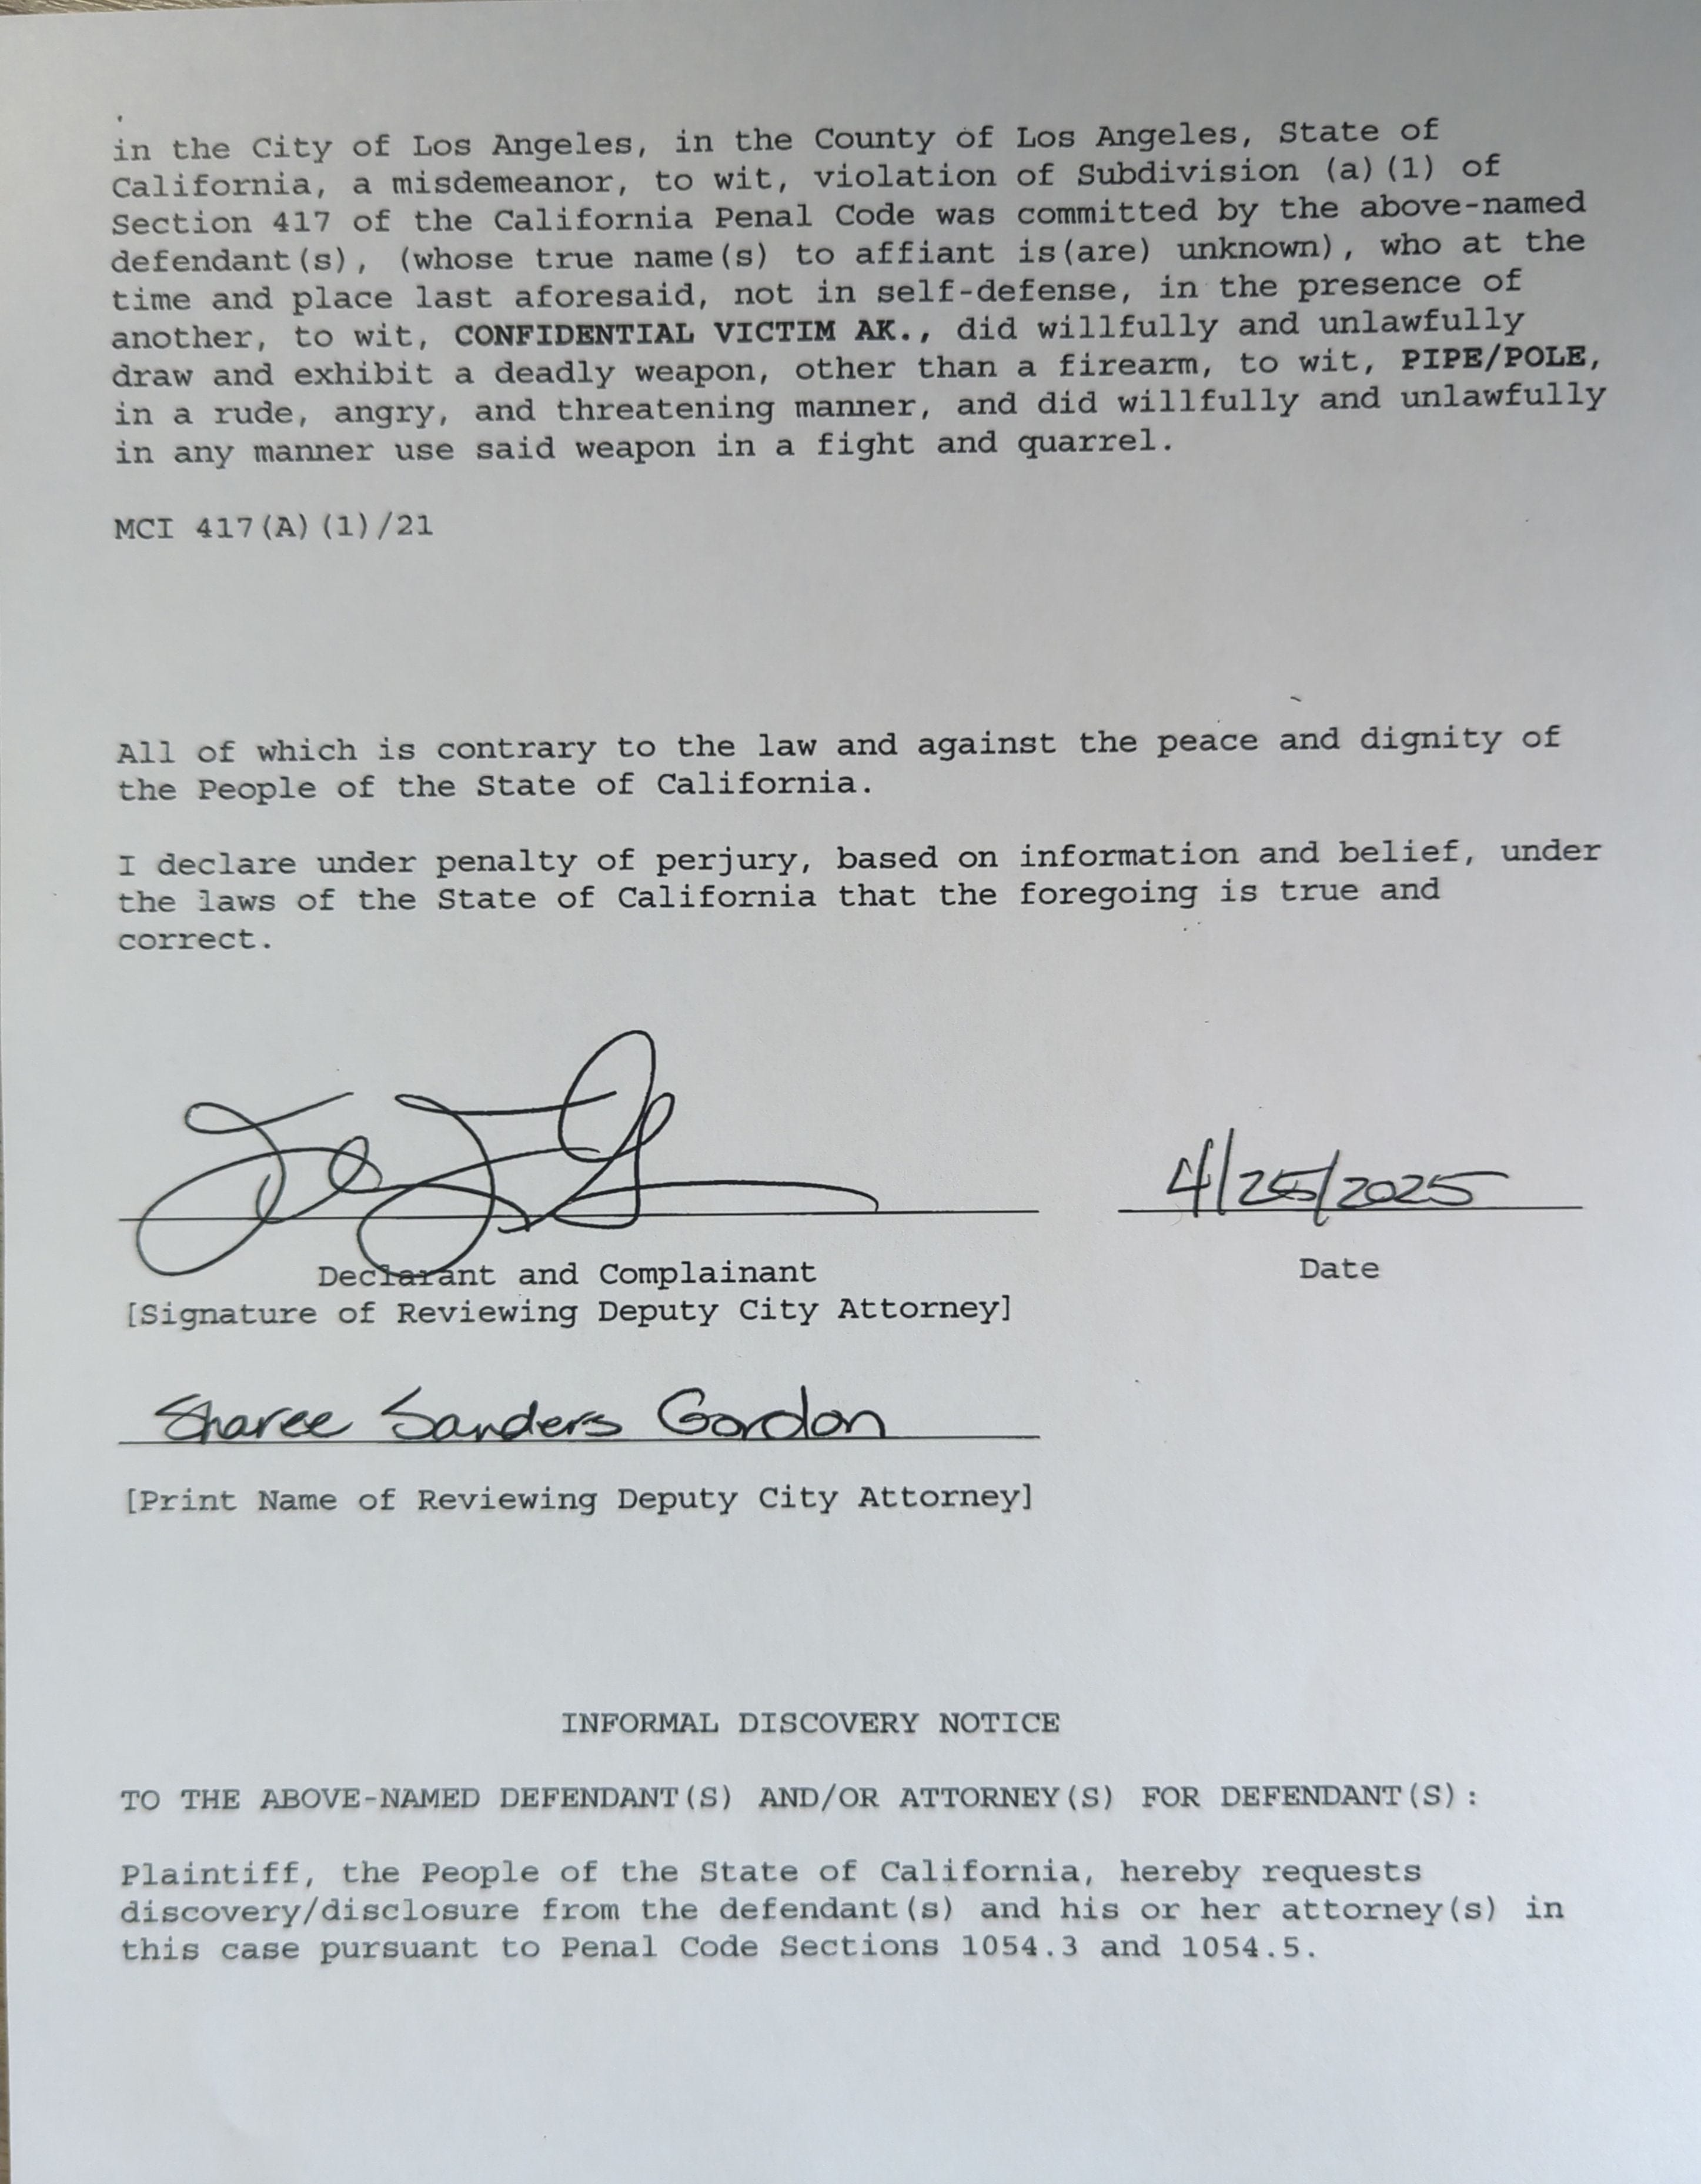 in the City of Los Angeles, in the County of Los Angeles, State of
California, a misdemeanor, to wit, violation of Subdivision (a)(1) of
Section 417 of the California Penal Code was committed by the above-named
defendant(s), (whose true name(s) to affiant is(are) unknown), who at the
time and place last aforesaid, not in self-defense, in the presence of
another, to wit, CONFIDENTIAL VICTIM AK., did willfully and unlawfully
draw and exhibit a deadly weapon, other than a firearm, to wit, PIPE/POLE,
in a rude, angry, and threatening manner, and did willfully and unlawfully
in any manner use said weapon in a fight and quarrel.
MCI 417(A)(1)/21
All of which is contrary to the law and against the peace and dignity of
the People of the State of California.
I declare under penalty of perjury, based on information and belief, under
the laws of the State of California that the foregoing is true and
correct.
4/25/2025
Declarant and Complainant
Date
[Signature of Reviewing Deputy City Attorney]
Sharee Sanders Gordon
[Print Name of Reviewing Deputy City Attorney]
INFORMAL DISCOVERY NOTICE
TO THE ABOVE-NAMED DEFENDANT(S) AND/OR ATTORNEY(S) FOR DEFENDANT(S):
Plaintiff, the People of the State of California, hereby requests
discovery/disclosure from the defendant(s) and his or her attorney(s) in
this case pursuant to Penal Code Sections 1054.3 and 1054.5.